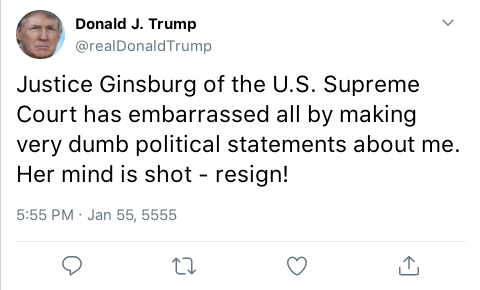 Donald J. Trump
@realDonaldTrump
Justice Ginsburg of the U.S. Supreme
Court has embarrassed all by making
very dumb political statements about me.
Her mind is shot - resign!
5:55 PM · Jan 55, 5555